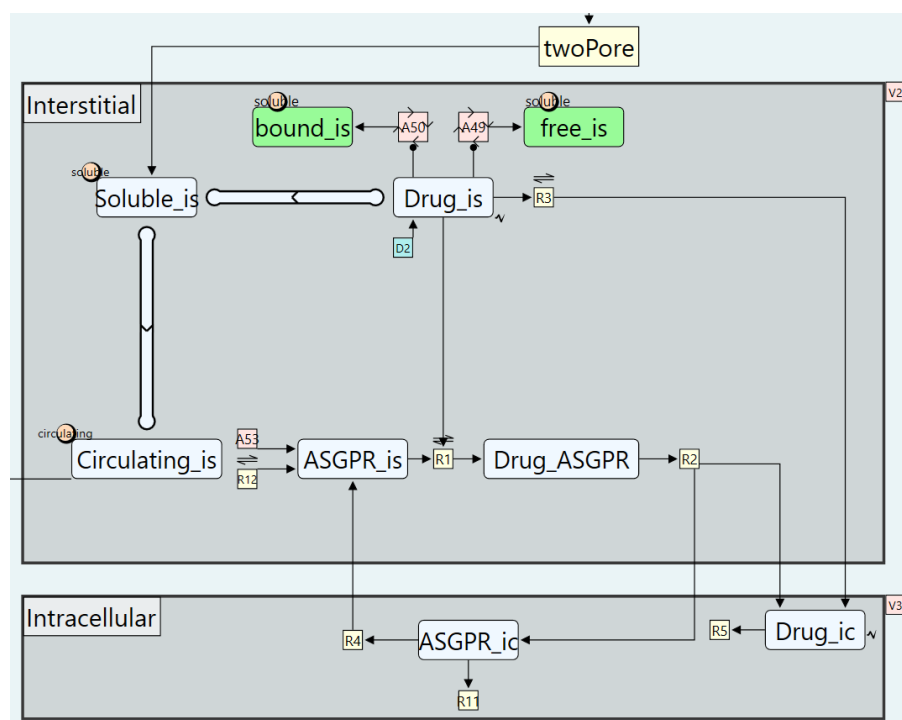 twoPore
V2
Interstitial
soluble
bound_is
A50
A49
soluble
free_is
soluble
Soluble_is
Drug_is
R3
D2
circulating
Circulating_is
A53
R12
ASGPR_is
R1
Drug_ASGPR
R2
V3
Intracellular
R4
ASGPR_ic
R11
R5
Drug_ic